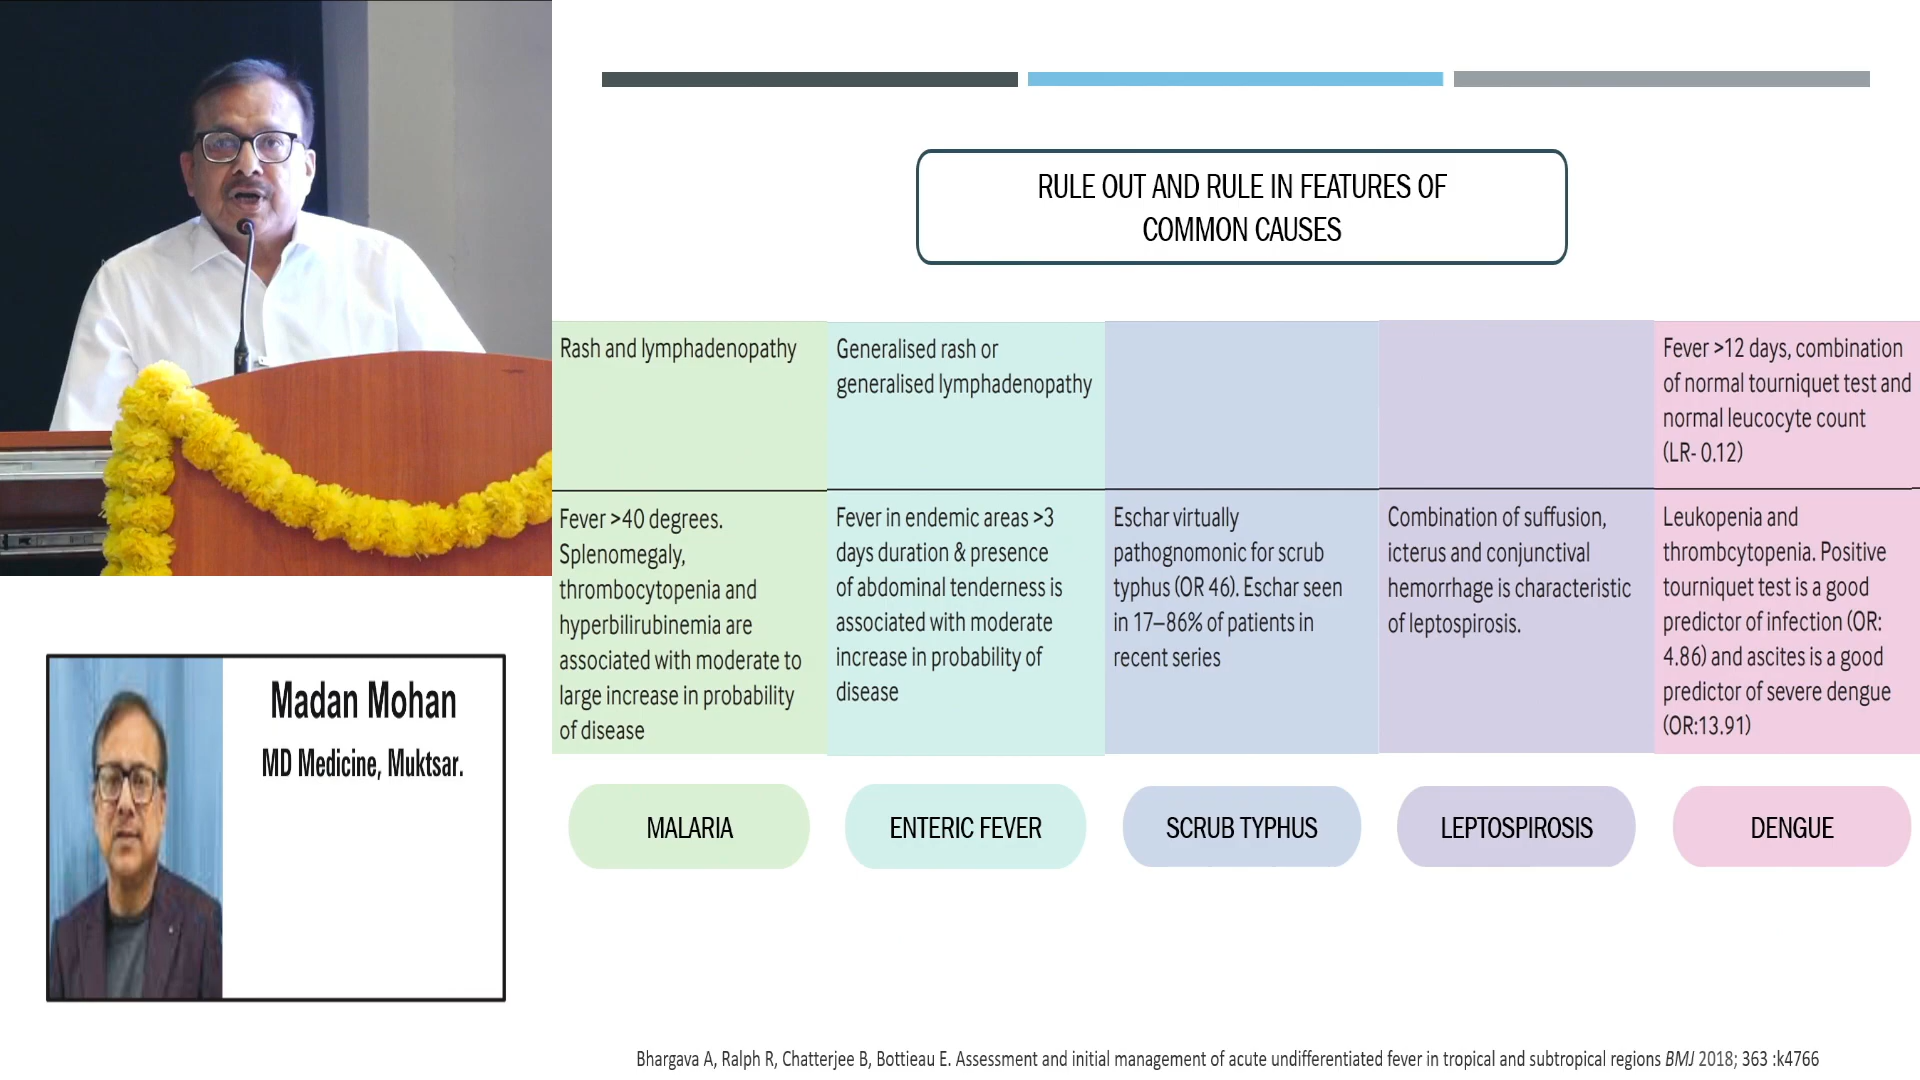 RULE OUT AND RULE IN FEATURES OF
COMMON CAUSES
Rash and lymphadenopathy
Generalised rash or
generalised lymphadenopathy
Fever >12 days, combination
of normal tourniquet test and
normal leucocyte count
(LR- 0.12)
Fever >40 degrees.
Splenomegaly,
thrombocytopenia and
hyperbilirubinemia are
associated with moderate to
large increase in probability
of disease
Fever in endemic areas >3
days duration & presence
of abdominal tenderness is
associated with moderate
increase in probability of
disease
Eschar virtually
pathognomonic for scrub
typhus (OR 46). Eschar seen
in 17–86% of patients in
recent series
Combination of suffusion,
icterus and conjunctival
hemorrhage is characteristic
of leptospirosis.
Leukopenia and
thrombcytopenia. Positive
tourniquet test is a good
predictor of infection (OR:
4.86) and ascites is a good
predictor of severe dengue
(OR:13.91)
MALARIA
ENTERIC FEVER
SCRUB TYPHUS
LEPTOSPIROSIS
DENGUE
Madan Mohan
MD Medicine, Muktsar.
Bhargava A, Ralph R, Chatterjee B, Bottieau E. Assessment and initial management of acute undifferentiated fever in tropical and subtropical regions BMJ 2018; 363 :k4766